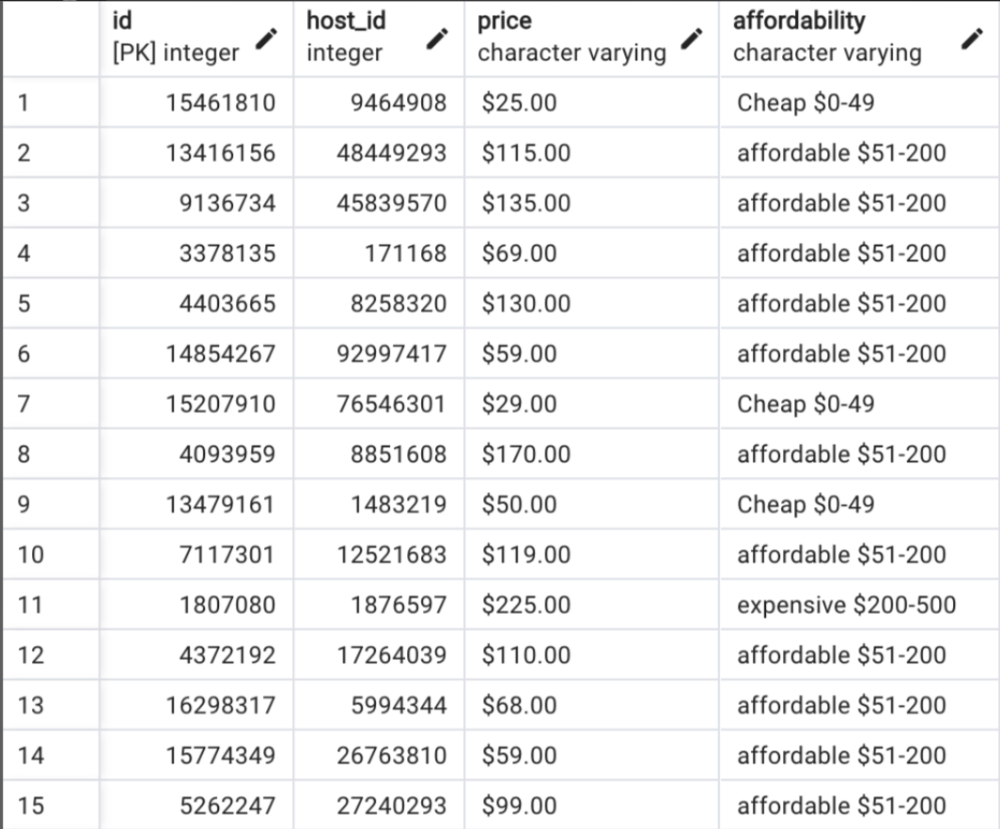 id host_id price affordability
[PK] integer integer character varying character varying
1 15461810 9464908 $25.00 Cheap $0-49
2 13416156 48449293 $115.00 affordable $51-200
3 9136734 45839570 $135.00 affordable $51-200
4 3378135 171168 $69.00 affordable $51-200
5 4403665 8258320 $130.00 affordable $51-200
6 14854267 92997417 $59.00 affordable $51-200
7 15207910 76546301 $29.00 Cheap $0-49
8 4093959 8851608 $170.00 affordable $51-200
9 13479161 1483219 $50.00 Cheap $0-49
10 7117301 12521683 $119.00 affordable $51-200
11 1807080 1876597 $225.00 expensive $200-500
12 4372192 17264039 $110.00 affordable $51-200
13 16298317 5994344 $68.00 affordable $51-200
14 15774349 26763810 $59.00 affordable $51-200
15 5262247 27240293 $99.00 affordable $51-200